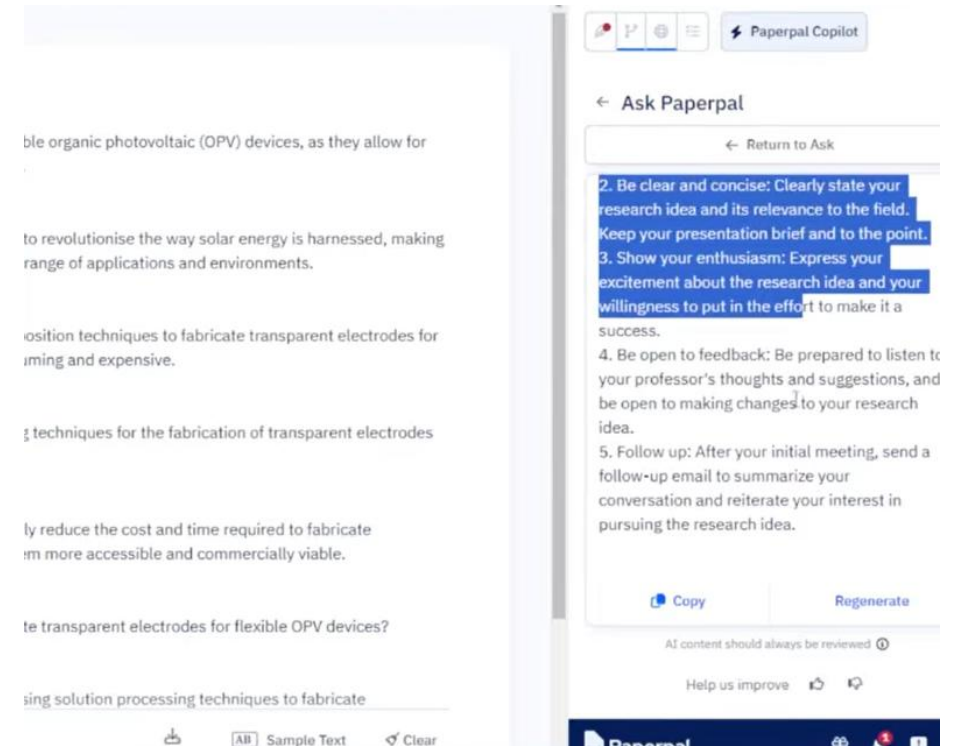 ble organic photovoltaic (OPV) devices, as they allow for
to revolutionise the way solar energy is harnessed, making
range of applications and environments.
osition techniques to fabricate transparent electrodes for
uming and expensive.
g techniques for the fabrication of transparent electrodes
ly reduce the cost and time required to fabricate
em more accessible and commercially viable.
te transparent electrodes for flexible OPV devices?
sing solution processing techniques to fabricate
AB Sample Text
Clear
Paperpal Copilot
← Ask Paperpal
← Return to Ask
2. Be clear and concise: Clearly state your
research idea and its relevance to the field.
Keep your presentation brief and to the point.
3. Show your enthusiasm: Express your
excitement about the research idea and your
willingness to put in the effort to make it a
success.
4. Be open to feedback: Be prepared to listen to
your professor's thoughts and suggestions, and
be open to making changes to your research
idea.
5. Follow up: After your initial meeting, send a
follow-up email to summarize your
conversation and reiterate your interest in
pursuing the research idea.
Copy
Regenerate
AI content should always be reviewed
Help us improve
Paperpal
1